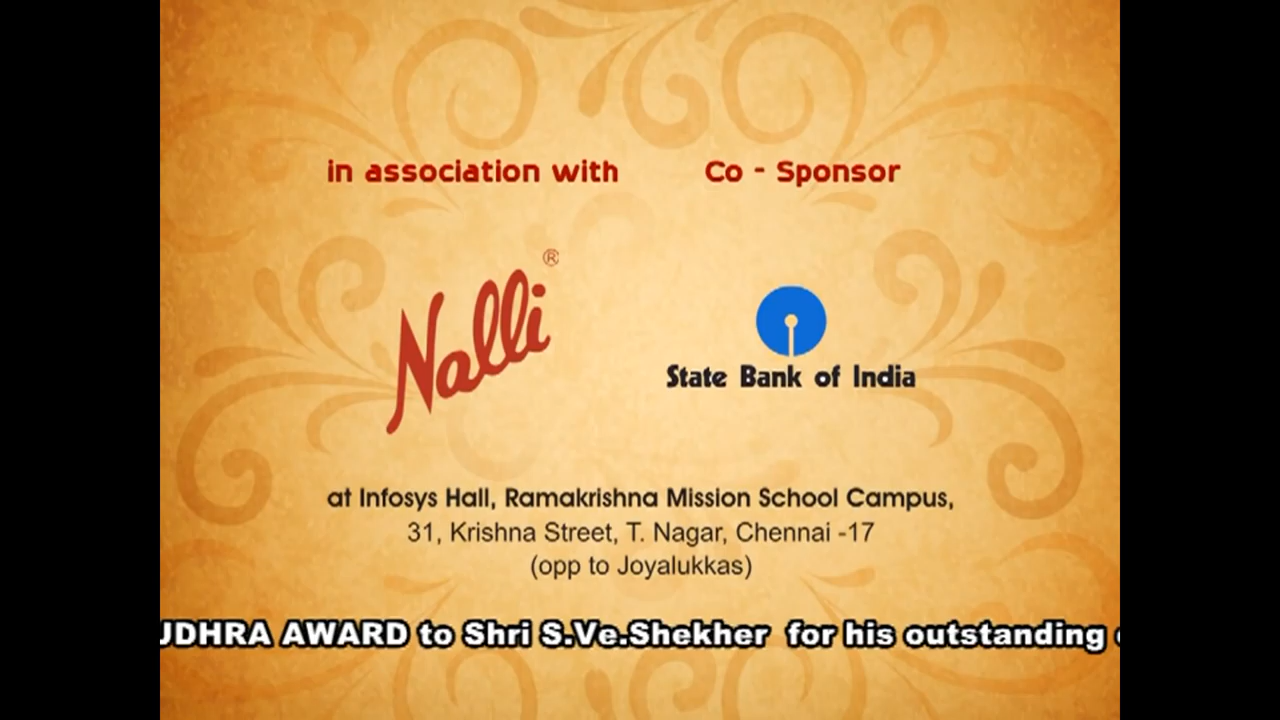 in association with
Co - Sponsor
Nalli ®
State Bank of India
at Infosys Hall, Ramakrishna Mission School Campus,
31, Krishna Street, T. Nagar, Chennai -17
(opp to Joyalukkas)
AWARD to Shri S.Ve.Shekher for his outstanding